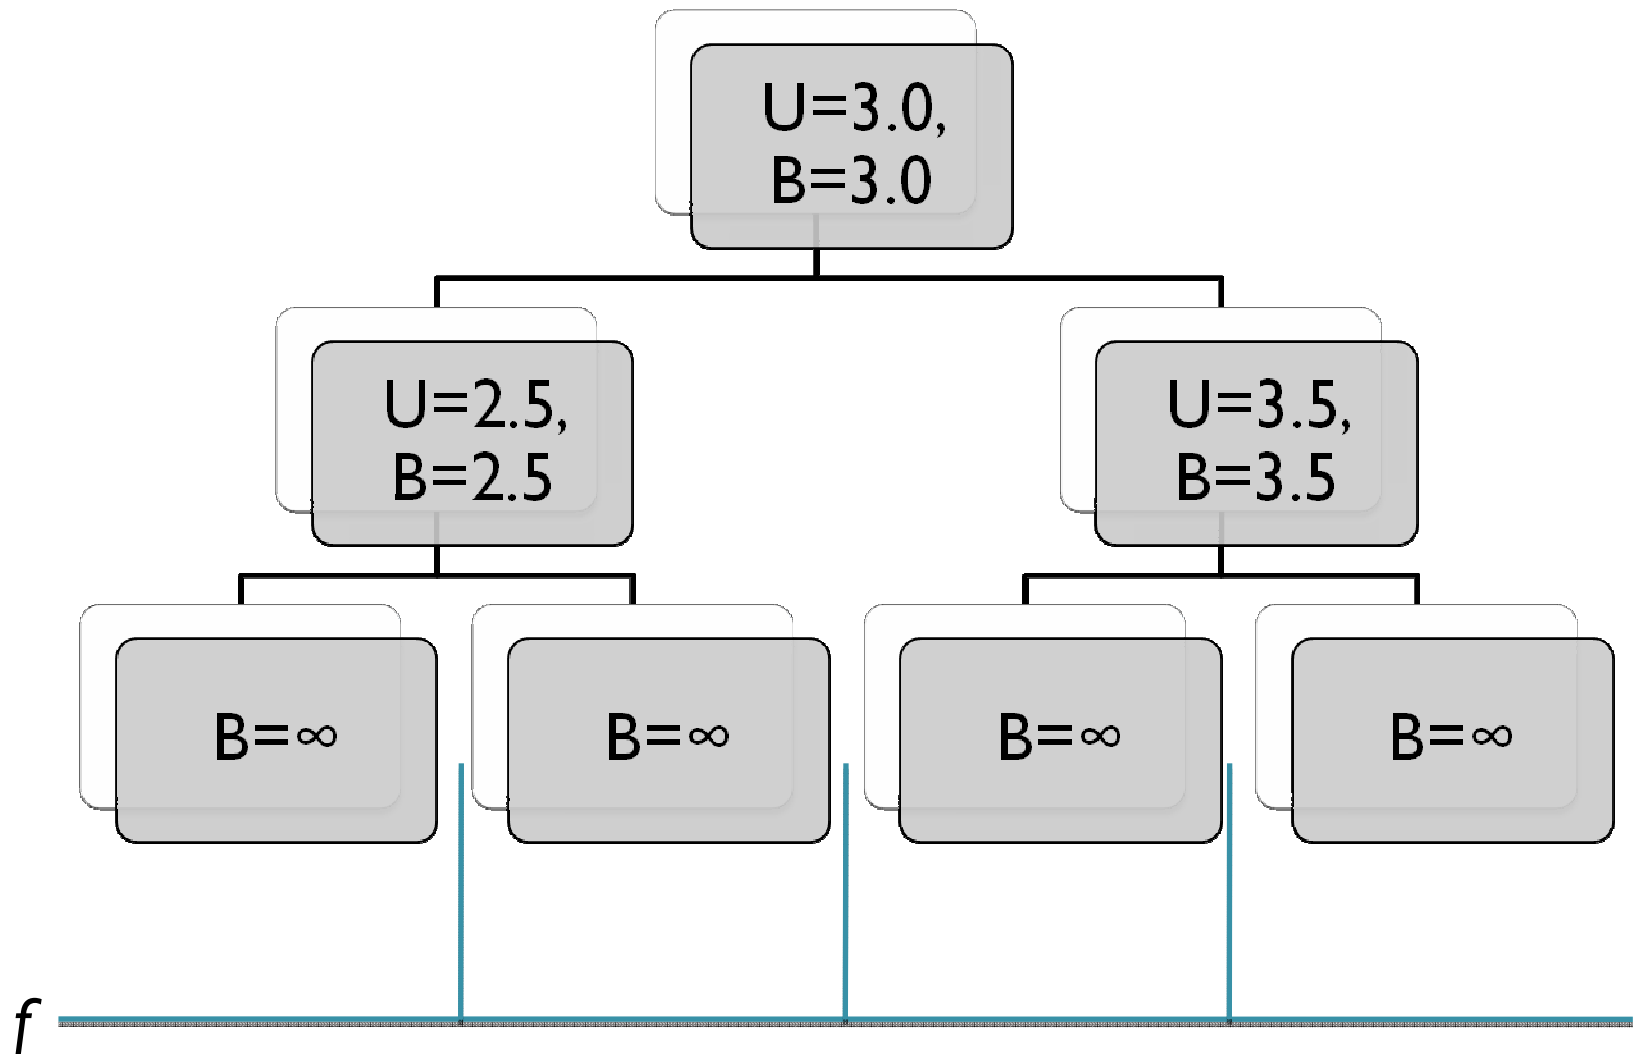 U=3.0,
B=3.0
U=2.5,
B=2.5
U=3.5,
B=3.5
B=∞
B=∞
B=∞
B=∞
f